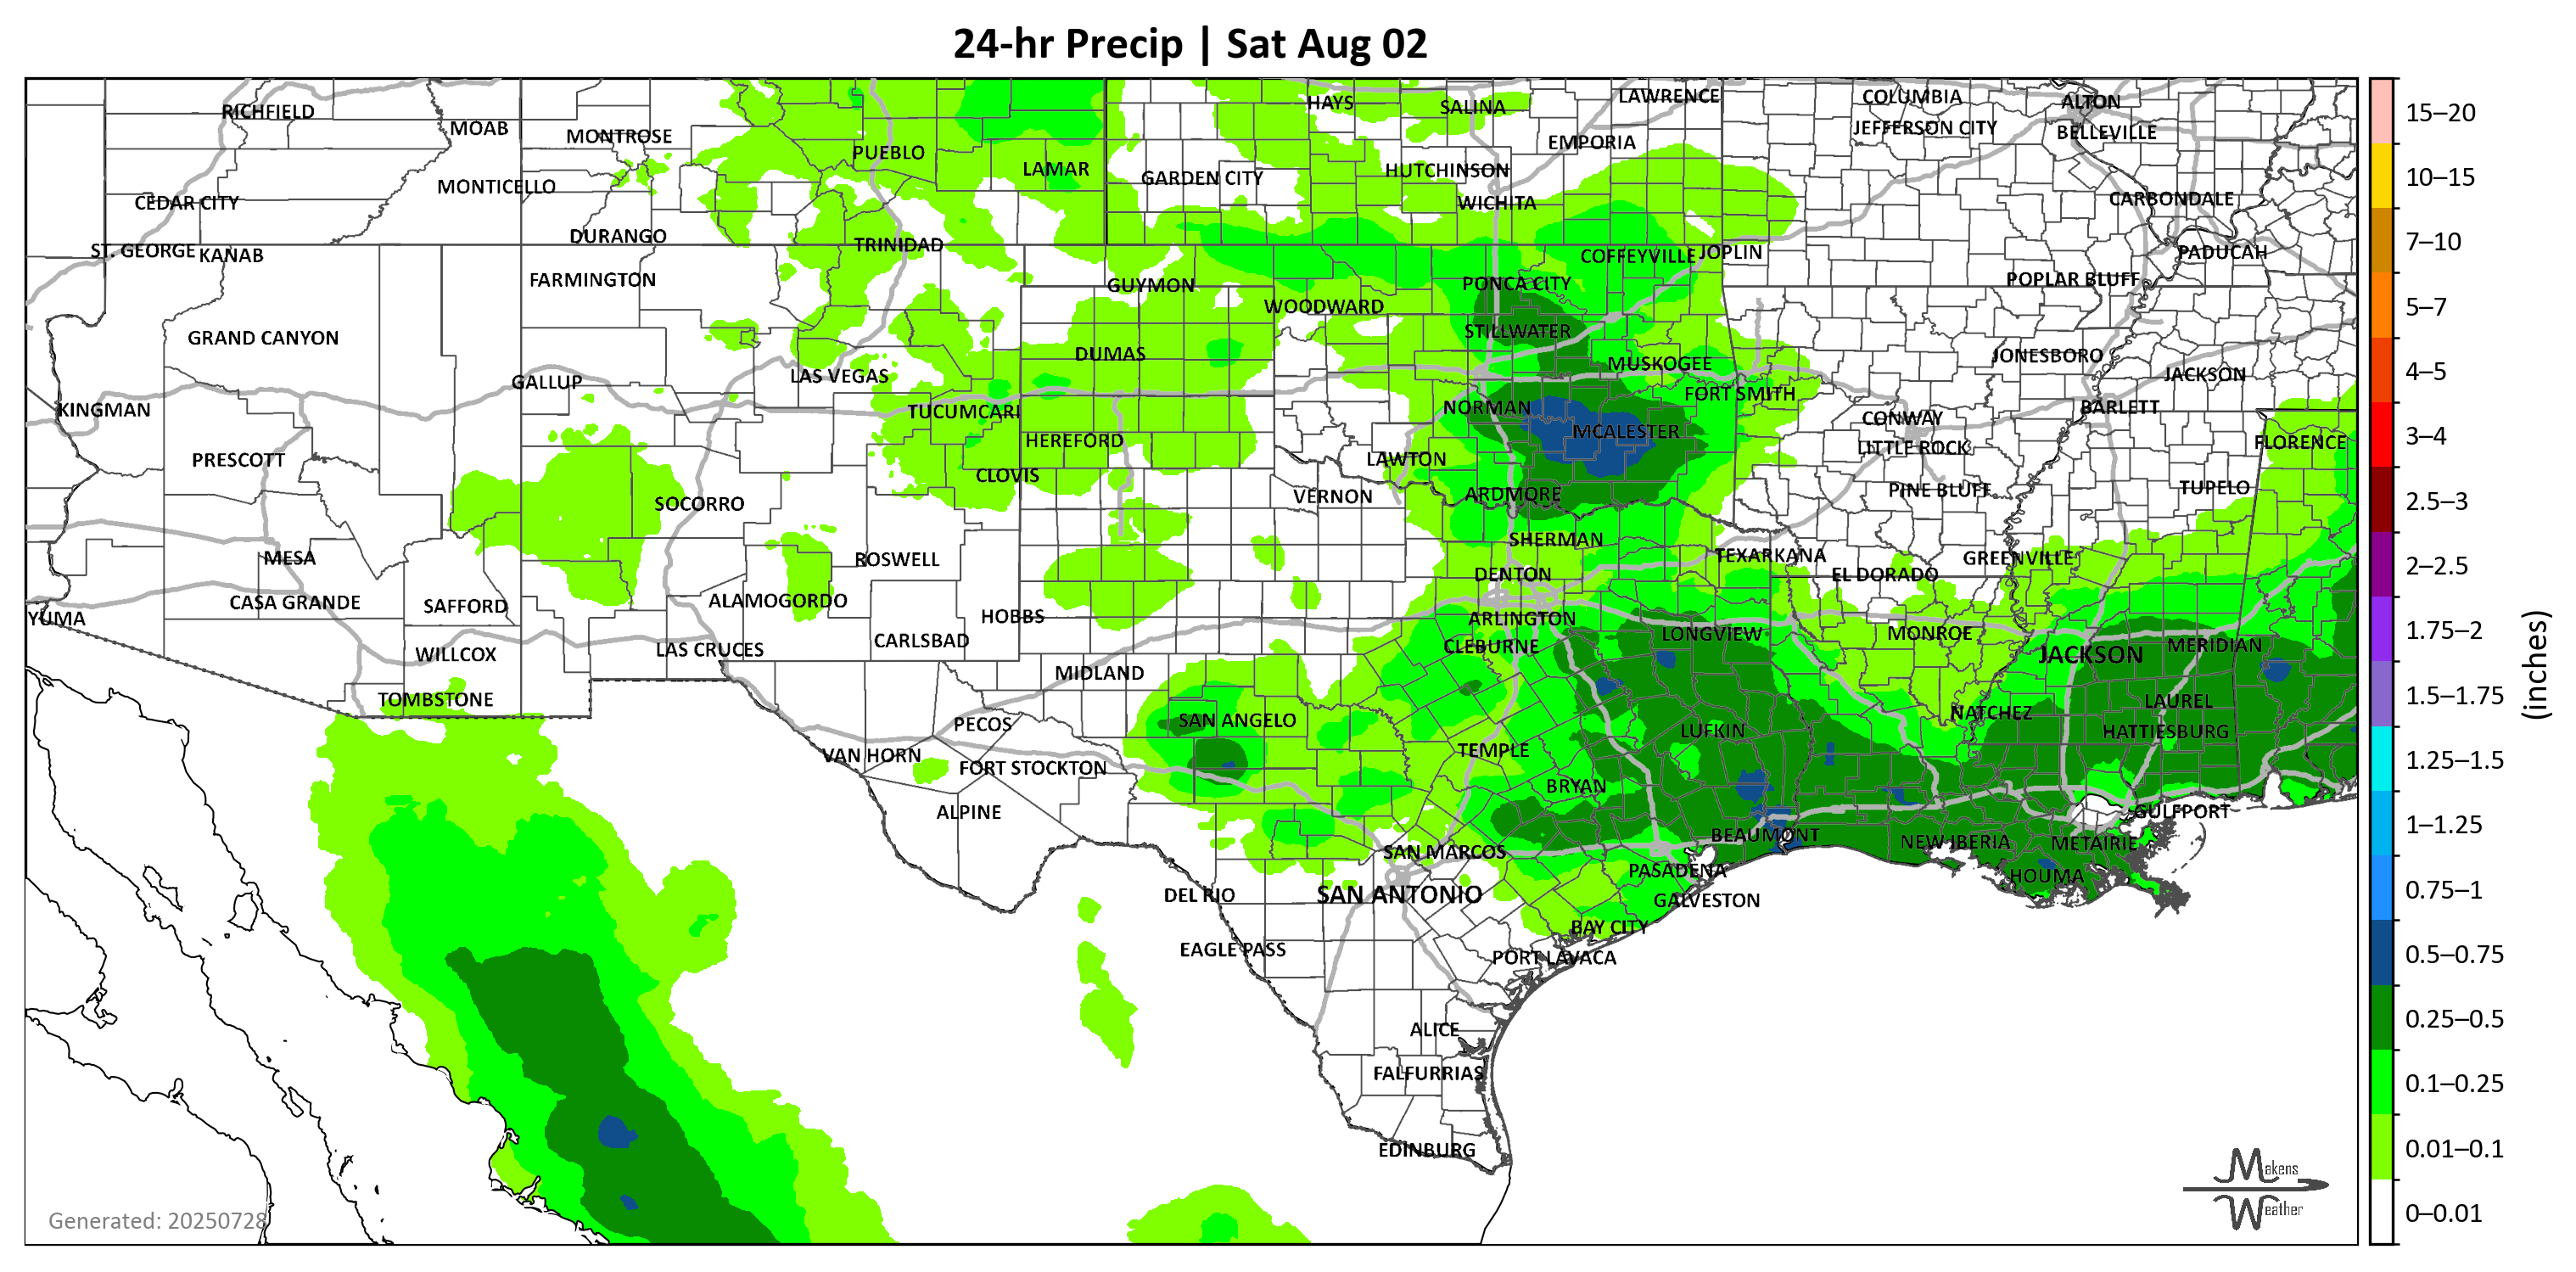 24-hr Precip | Sat Aug 02
RICHFIELD
MOAB
MONTROSE
PUEBLO
LAMAR
HAYS
SALINA
LAWRENCE
COLUMBIA
ALTON
EMPORIA
JEFFERSON CITY
BELLEVILLE
MONTICELLO
GARDEN CITY
HUTCHINSON
CEDAR CITY
WICHITA
CARBONDALE
DURANGO
TRINIDAD
ST. GEORGE
KANAB
COFFEYVILLE
JOPLIN
PADUCAH
FARMINGTON
GUYMON
PONCA CITY
POPLAR BLUFF
WOODWARD
GRAND CANYON
STILLWATER
DUMAS
MUSKOGEE
JONESBORO
GALLUP
LAS VEGAS
JACKSON
KINGMAN
TUCUMCARI
NORMAN
FORT SMITH
CONWAY
BARLETT
HEREFORD
MCALESTER
LITTLE ROCK
FLORENCE
PRESCOTT
CLOVIS
LAWTON
SOCORRO
VERNON
ARDMORE
PINE BLUFF
TUPELO
MESA
ROSWELL
SHERMAN
TEXARKANA
GREENVILLE
DENTON
EL DORADO
CASA GRANDE
SAFFORD
ALAMOGORDO
YUMA
HOBBS
ARLINGTON
CARLSBAD
CLEBURNE
LONGVIEW
MONROE
WILLCOX
LAS CRUCES
JACKSON
MERIDIAN
MIDLAND
TOMBSTONE
PECOS
SAN ANGELO
NATCHEZ
LAUREL
LUFKIN
HATTIESBURG
VAN HORN
FORT STOCKTON
TEMPLE
BRYAN
ALPINE
GULFPORT
BEAUMONT
NEW IBERIA
METAIRIE
SAN MARCOS
PASADENA
HOUMA
DEL RIO
SAN ANTONIO
GALVESTON
BAY CITY
EAGLE PASS
PORT LAVACA
ALICE
FALFURRIAS
EDINBURG
Generated: 20250728
Makens
Weather
15–20
10–15
7–10
5–7
4–5
3–4
2.5–3
2–2.5
1.75–2
1.5–1.75
1.25–1.5
1–1.25
0.75–1
0.5–0.75
0.25–0.5
0.1–0.25
0.01–0.1
0–0.01
(inches)